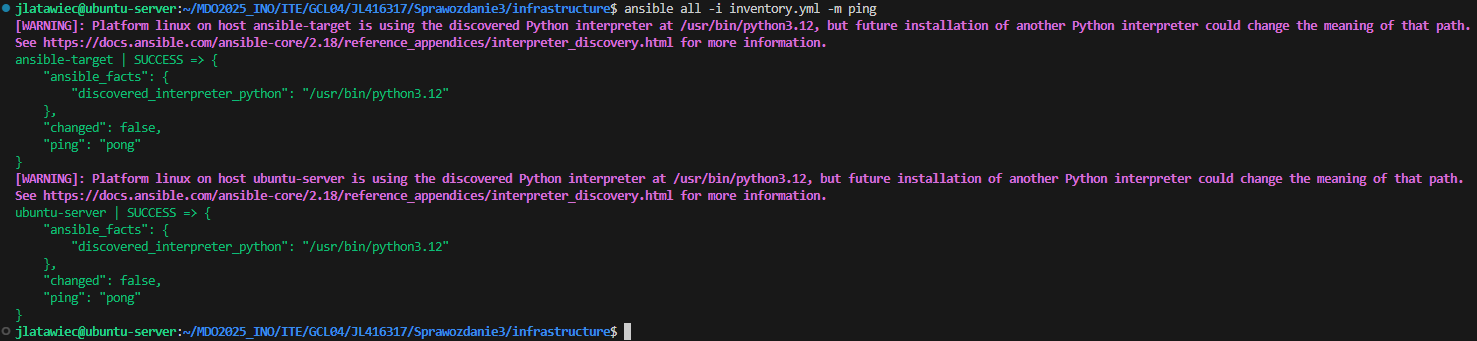 jlatawiec@ubuntu-server:~/MDO2025_INO/ITE/GCL04/JL416317/Sprawozdanie3/infrastructure$ ansible all -i inventory.yml -m ping
[WARNING]: Platform linux on host ansible-target is using the discovered Python interpreter at /usr/bin/python3.12, but future installation of another Python interpreter could change the meaning of that path.
See https://docs.ansible.com/ansible-core/2.18/reference_appendices/interpreter_discovery.html for more information.
ansible-target | SUCCESS => {
    "ansible_facts": {
        "discovered_interpreter_python": "/usr/bin/python3.12"
    },
    "changed": false,
    "ping": "pong"
}
[WARNING]: Platform linux on host ubuntu-server is using the discovered Python interpreter at /usr/bin/python3.12, but future installation of another Python interpreter could change the meaning of that path.
See https://docs.ansible.com/ansible-core/2.18/reference_appendices/interpreter_discovery.html for more information.
ubuntu-server | SUCCESS => {
    "ansible_facts": {
        "discovered_interpreter_python": "/usr/bin/python3.12"
    },
    "changed": false,
    "ping": "pong"
}
jlatawiec@ubuntu-server:~/MDO2025_INO/ITE/GCL04/JL416317/Sprawozdanie3/infrastructure$